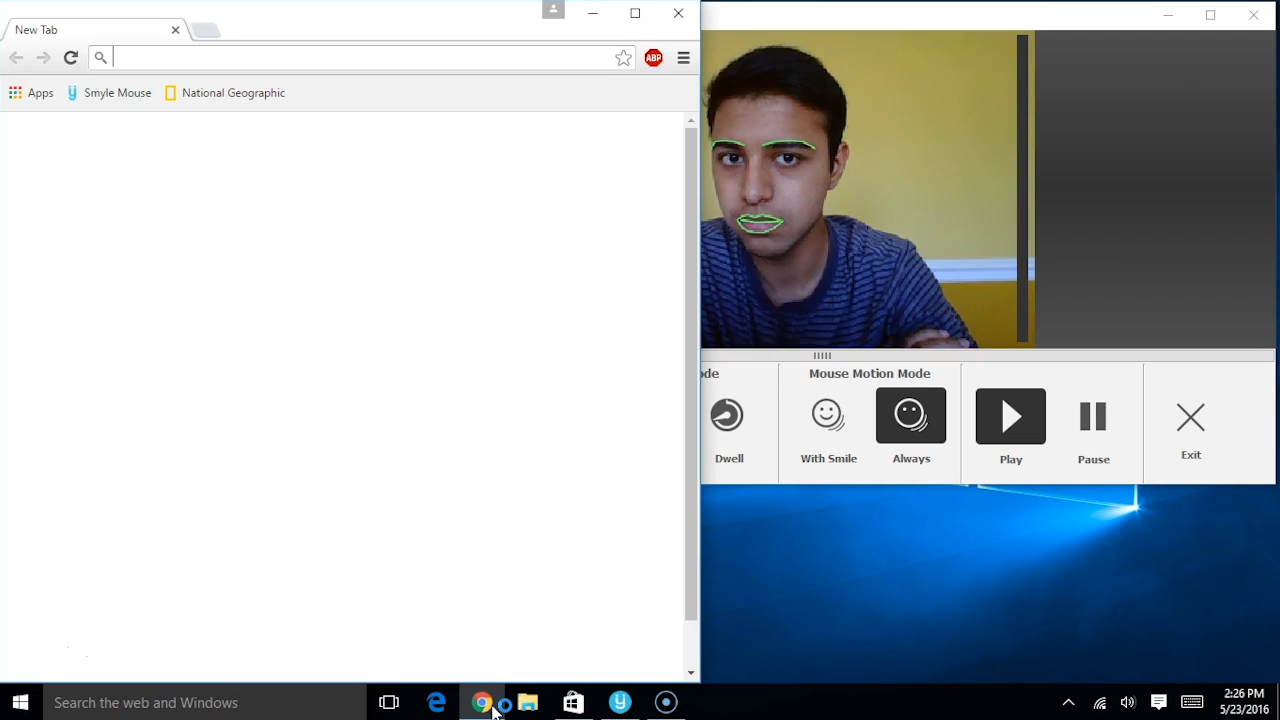 New Tab
ABP
Apps
Smyle Mouse
National Geographic
ode
Mouse Motion Mode
Dwell
With Smile
Always
Play
Pause
Exit
Search the web and Windows
2:26 PM
5/23/2016